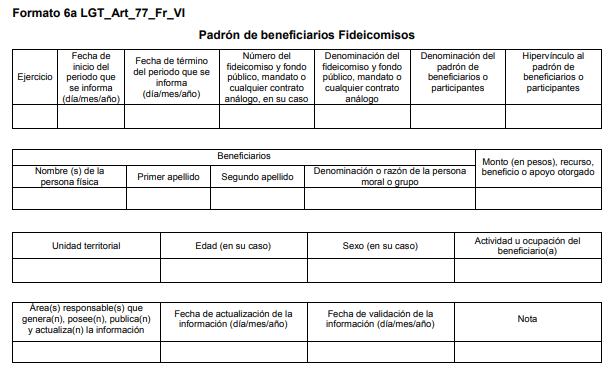 Formato 6a LGT_Art_77_Fr_VI
Padrón de beneficiarios Fideicomisos
Ejercicio
Fecha de
inicio del
periodo que
se informa
(día/mes/año)
Fecha de término
del periodo que se
informa
(día/mes/año)
Número del
fideicomiso y fondo
público, mandato o
cualquier contrato
análogo, en su caso
Denominación del
fideicomiso y fondo
público, mandato o
cualquier contrato
análogo
Denominación del
padrón de
beneficiarios o
participantes
Hipervínculo al
padrón de
beneficiarios o
participantes
Beneficiarios
Monto (en pesos), recurso,
beneficio o apoyo otorgado
Nombre (s) de la
persona física
Primer apellido
Segundo apellido
Denominación o razón de la persona
moral o grupo
Unidad territorial
Edad (en su caso)
Sexo (en su caso)
Actividad u ocupación del
beneficiario(a)
Área(s) responsable(s) que
genera(n), posee(n), publica(n)
y actualiza(n) la información
Fecha de actualización de la
información (día/mes/año)
Fecha de validación de la
información (día/mes/año)
Nota